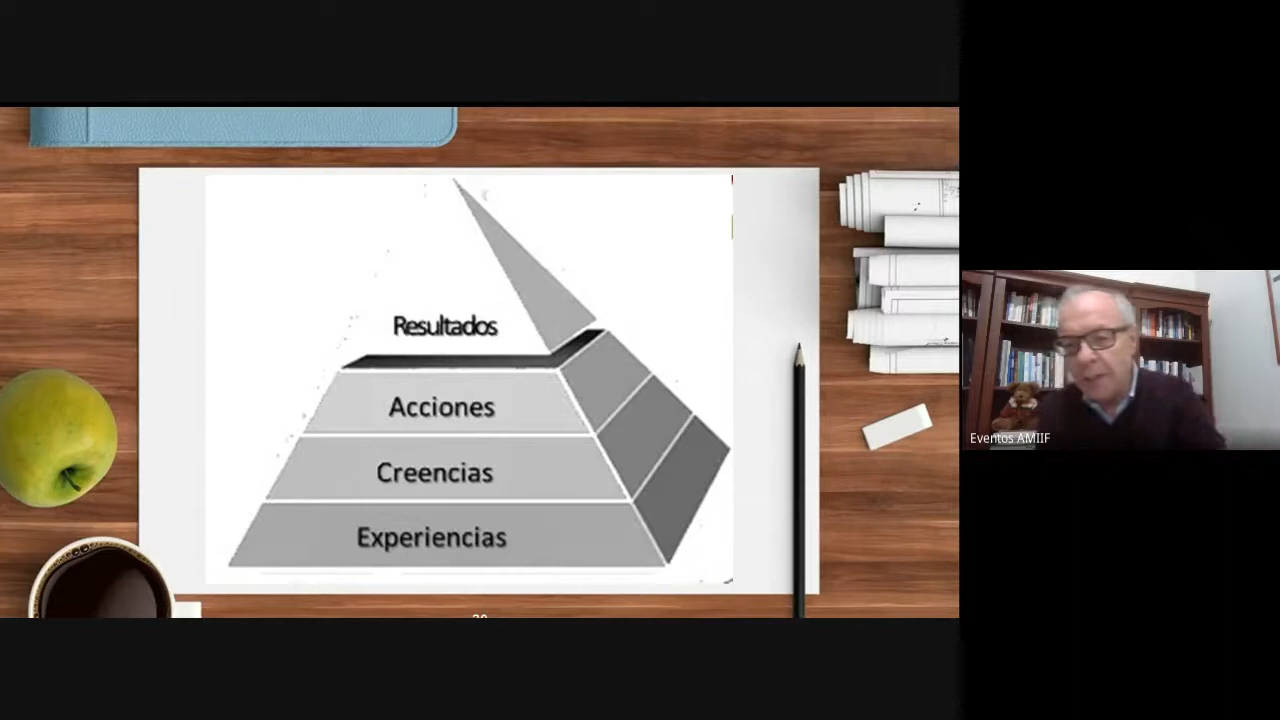 Resultados
Acciones
Creencias
Experiencias
Eventos AMIIF